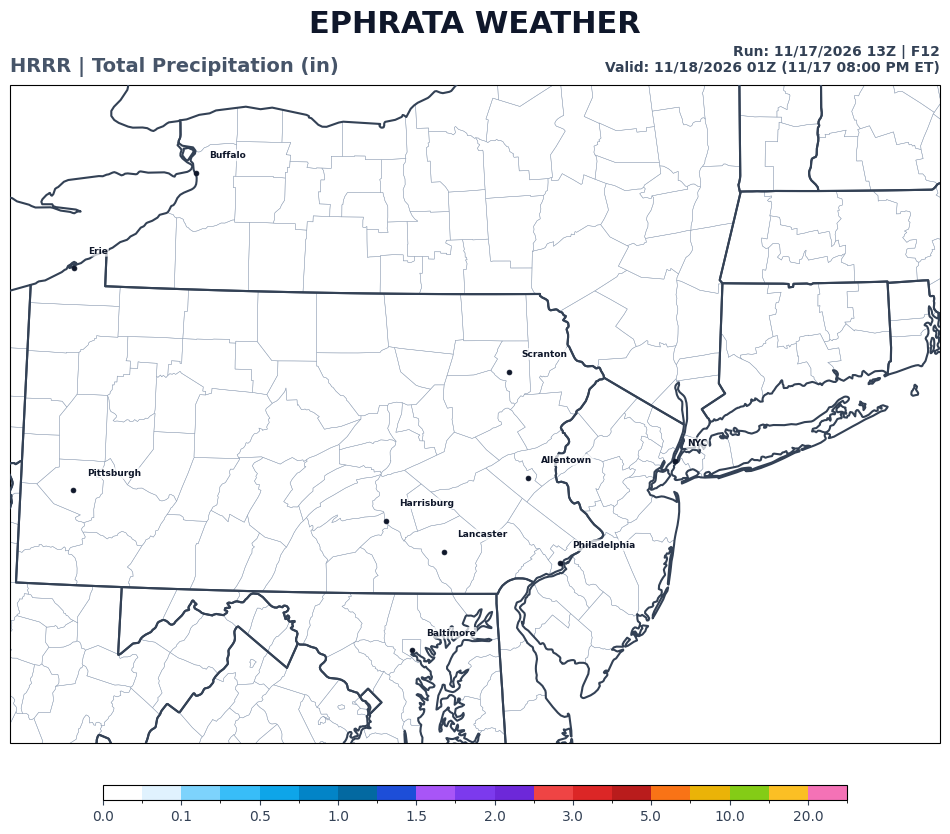 EPHRATA WEATHER
HRRR | Total Precipitation (in)
Run: 11/17/2026 13Z | F12
Valid: 11/18/2026 01Z (11/17 08:00 PM ET)
Buffalo
Erie
Scranton
NYC
Allentown
Pittsburgh
Harrisburg
Lancaster
Philadelphia
Baltimore
0.0 0.1 0.5 1.0 1.5 2.0 3.0 5.0 10.0 20.0